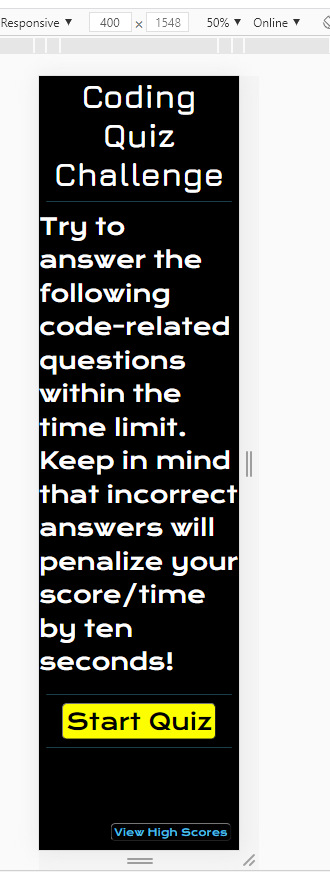 Responsive ▼ 400 × 1548 50% ▼ Online ▼
Coding
Quiz
Challenge
Try to
answer the
following
code-related
questions
within the
time limit.
Keep in mind
that incorrect
answers will
penalize your
score/time
by ten
seconds!
Start Quiz
View High Scores